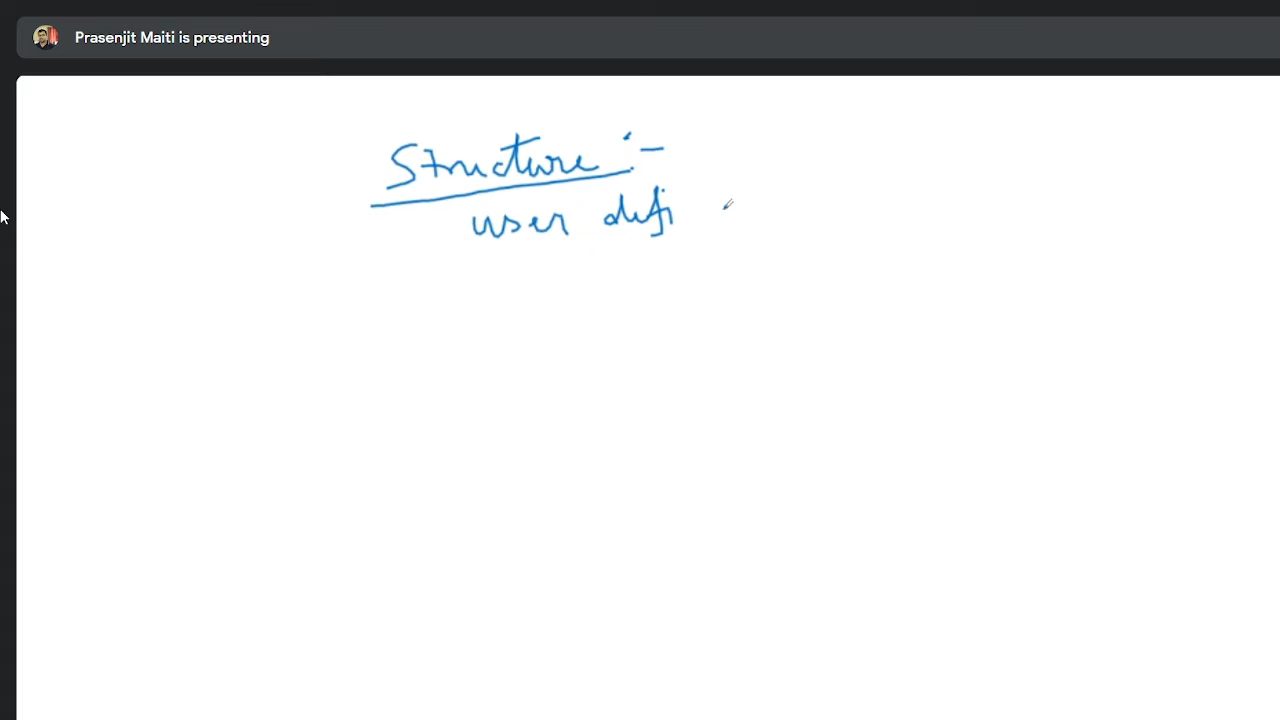 Prasenjit Maiti is presenting
Structure :-
user defi